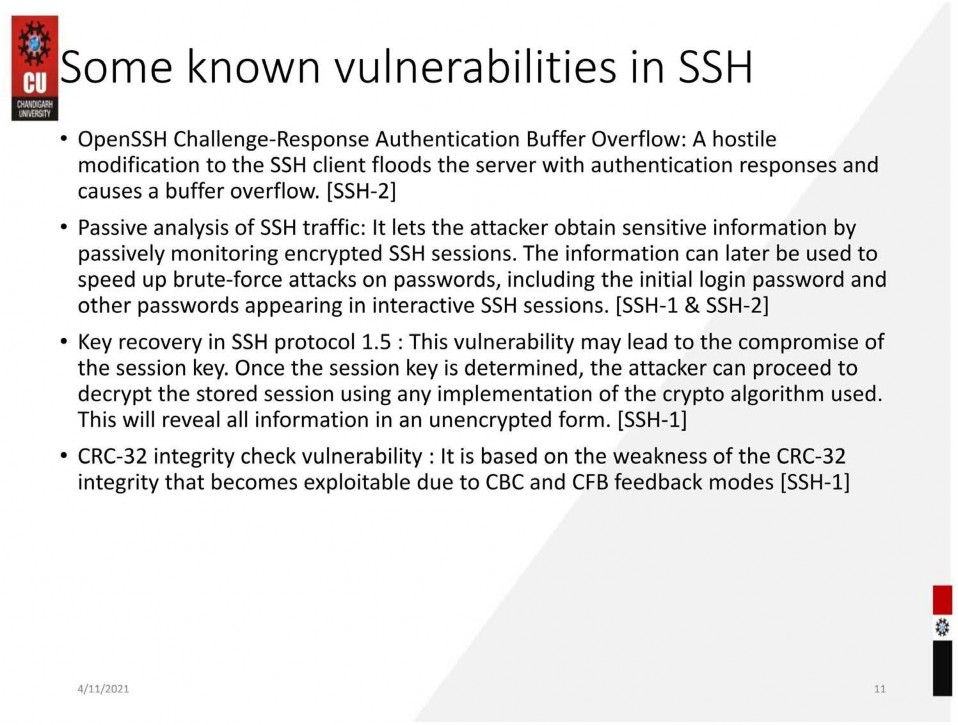 CU
CHANDIGARH
UNIVERSITY
Some known vulnerabilities in SSH
• OpenSSH Challenge-Response Authentication Buffer Overflow: A hostile
modification to the SSH client floods the server with authentication responses and
causes a buffer overflow. [SSH-2]
• Passive analysis of SSH traffic: It lets the attacker obtain sensitive information by
passively monitoring encrypted SSH sessions. The information can later be used to
speed up brute-force attacks on passwords, including the initial login password and
other passwords appearing in interactive SSH sessions. [SSH-1 & SSH-2]
• Key recovery in SSH protocol 1.5 : This vulnerability may lead to the compromise of
the session key. Once the session key is determined, the attacker can proceed to
decrypt the stored session using any implementation of the crypto algorithm used.
This will reveal all information in an unencrypted form. [SSH-1]
• CRC-32 integrity check vulnerability : It is based on the weakness of the CRC-32
integrity that becomes exploitable due to CBC and CFB feedback modes [SSH-1]
4/11/2021
11